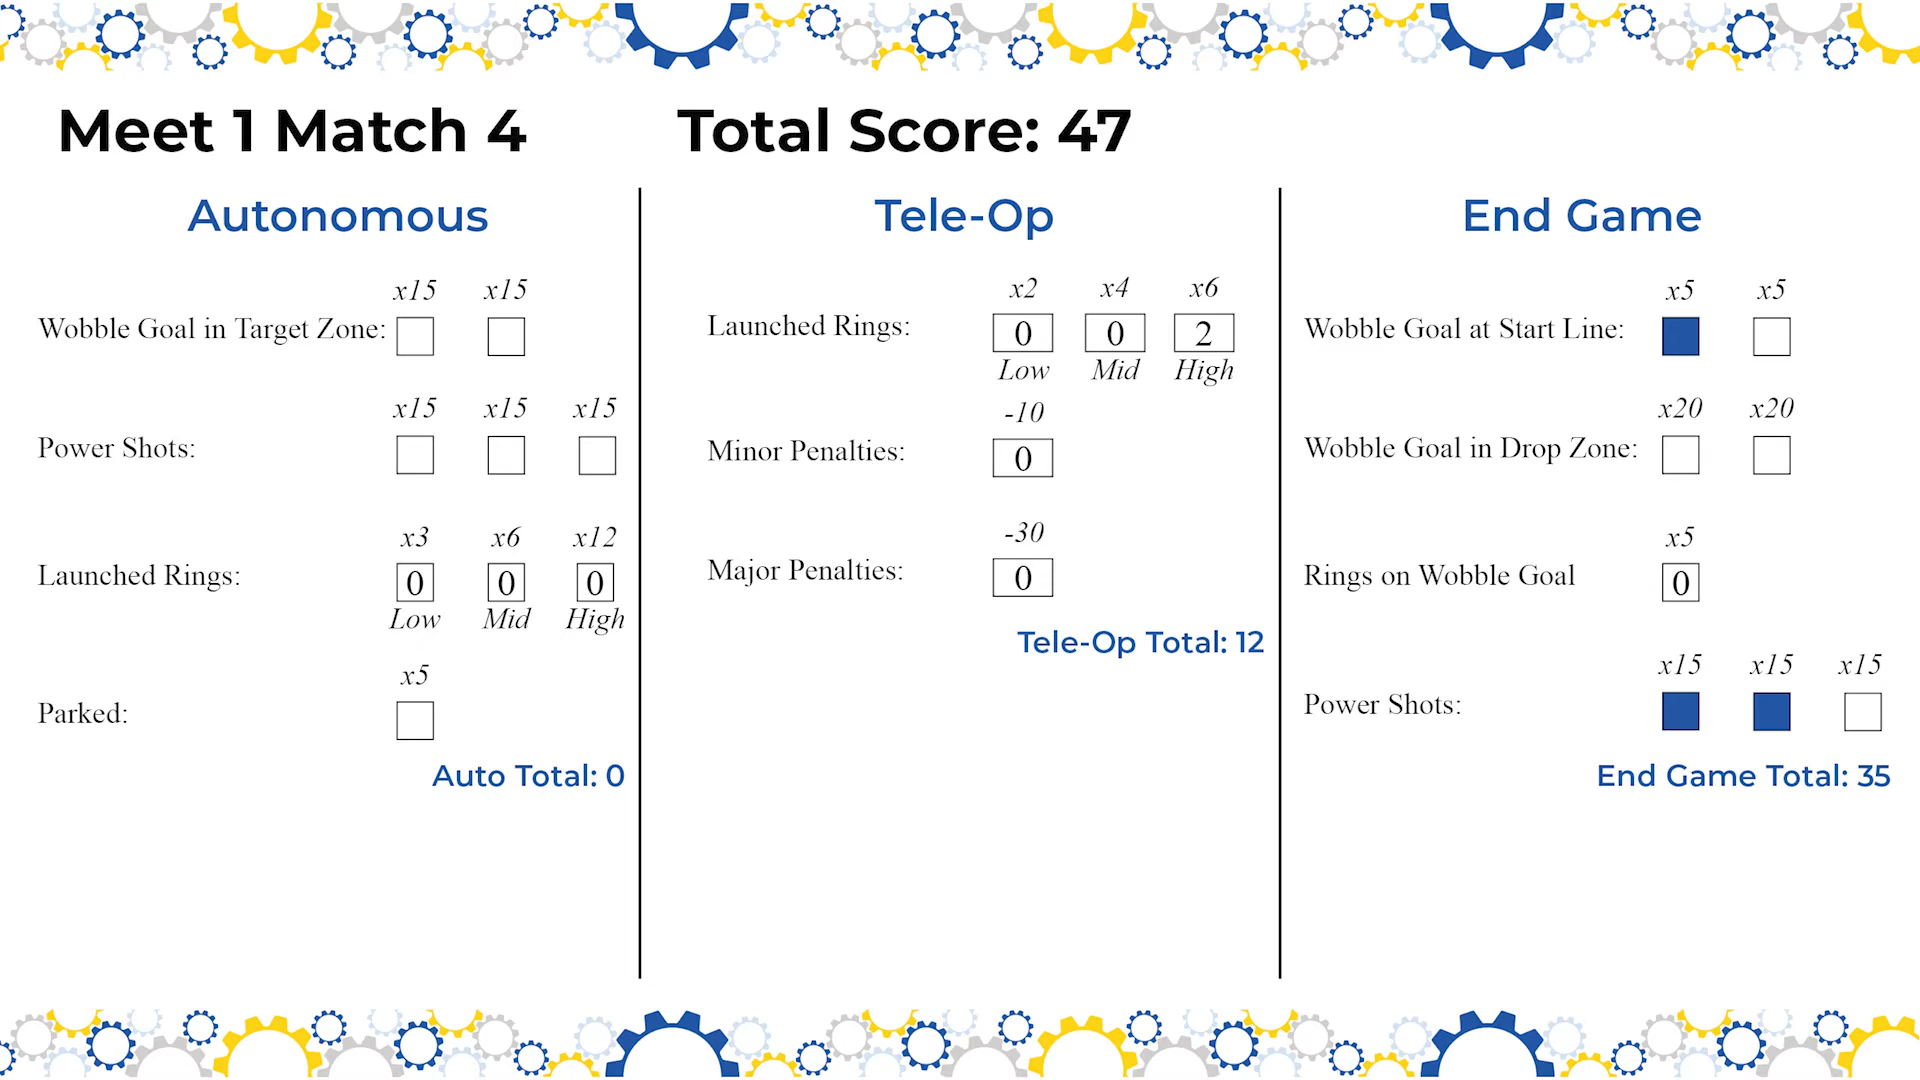 Meet 1 Match 4
Total Score: 47
Autonomous
x15 x15
Wobble Goal in Target Zone:
x15 x15 x15
Power Shots:
x3 x6 x12
Launched Rings: 0 0 0
Low Mid High
x5
Parked:
Auto Total: 0
Tele-Op
x2 x4 x6
Launched Rings: 0 0 2
Low Mid High
-10
Minor Penalties: 0
-30
Major Penalties: 0
Tele-Op Total: 12
End Game
x5 x5
Wobble Goal at Start Line:
x20 x20
Wobble Goal in Drop Zone:
x5
Rings on Wobble Goal 0
x15 x15 x15
Power Shots:
End Game Total: 35